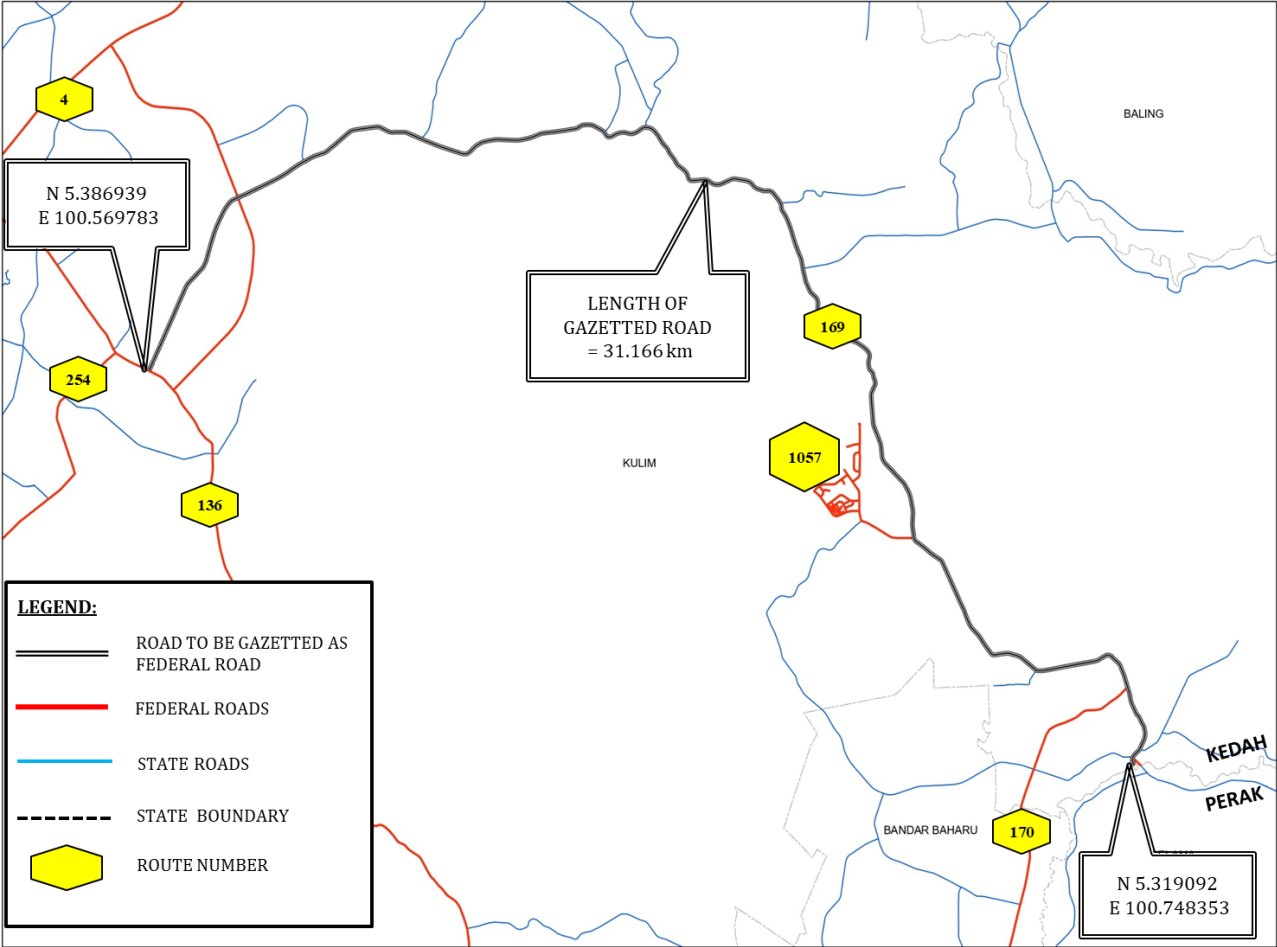 4
BALING
N 5.386939
E 100.569783
LENGTH OF
GAZETTED ROAD
= 31.166 km
169
254
1057
KULIM
136
LEGEND:
ROAD TO BE GAZETTED AS
FEDERAL ROAD
FEDERAL ROADS
STATE ROADS
STATE BOUNDARY
ROUTE NUMBER
KEDAH
PERAK
BANDAR BAHARU
170
N 5.319092
E 100.748353